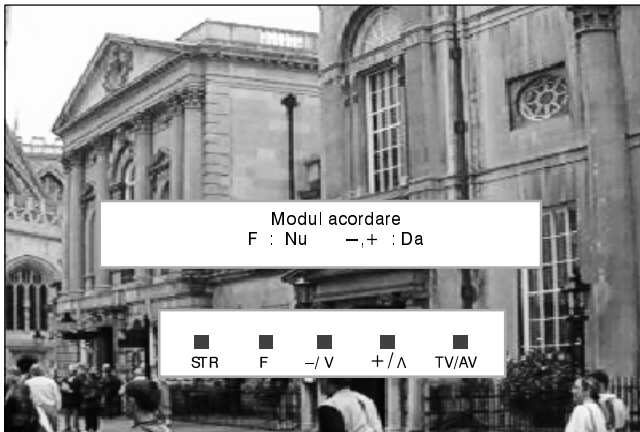 Modul acordare
F : Nu −,+ : Da
STR F −/V +/Λ TV/AV